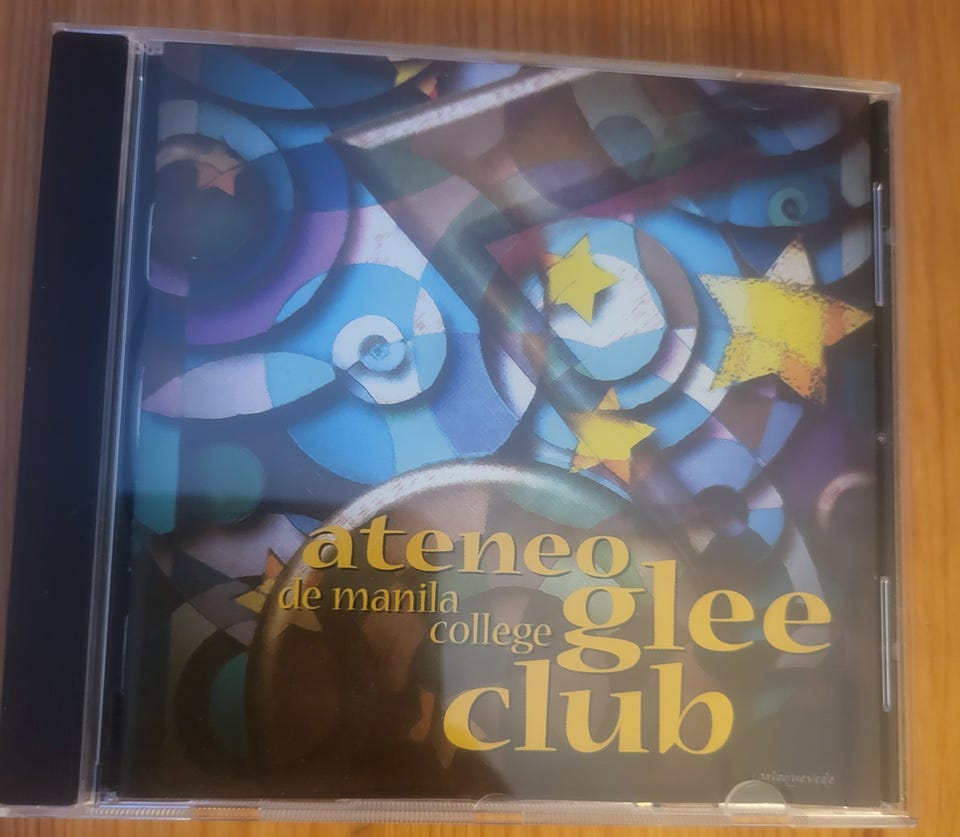 ateneo
de manila
college
glee
club